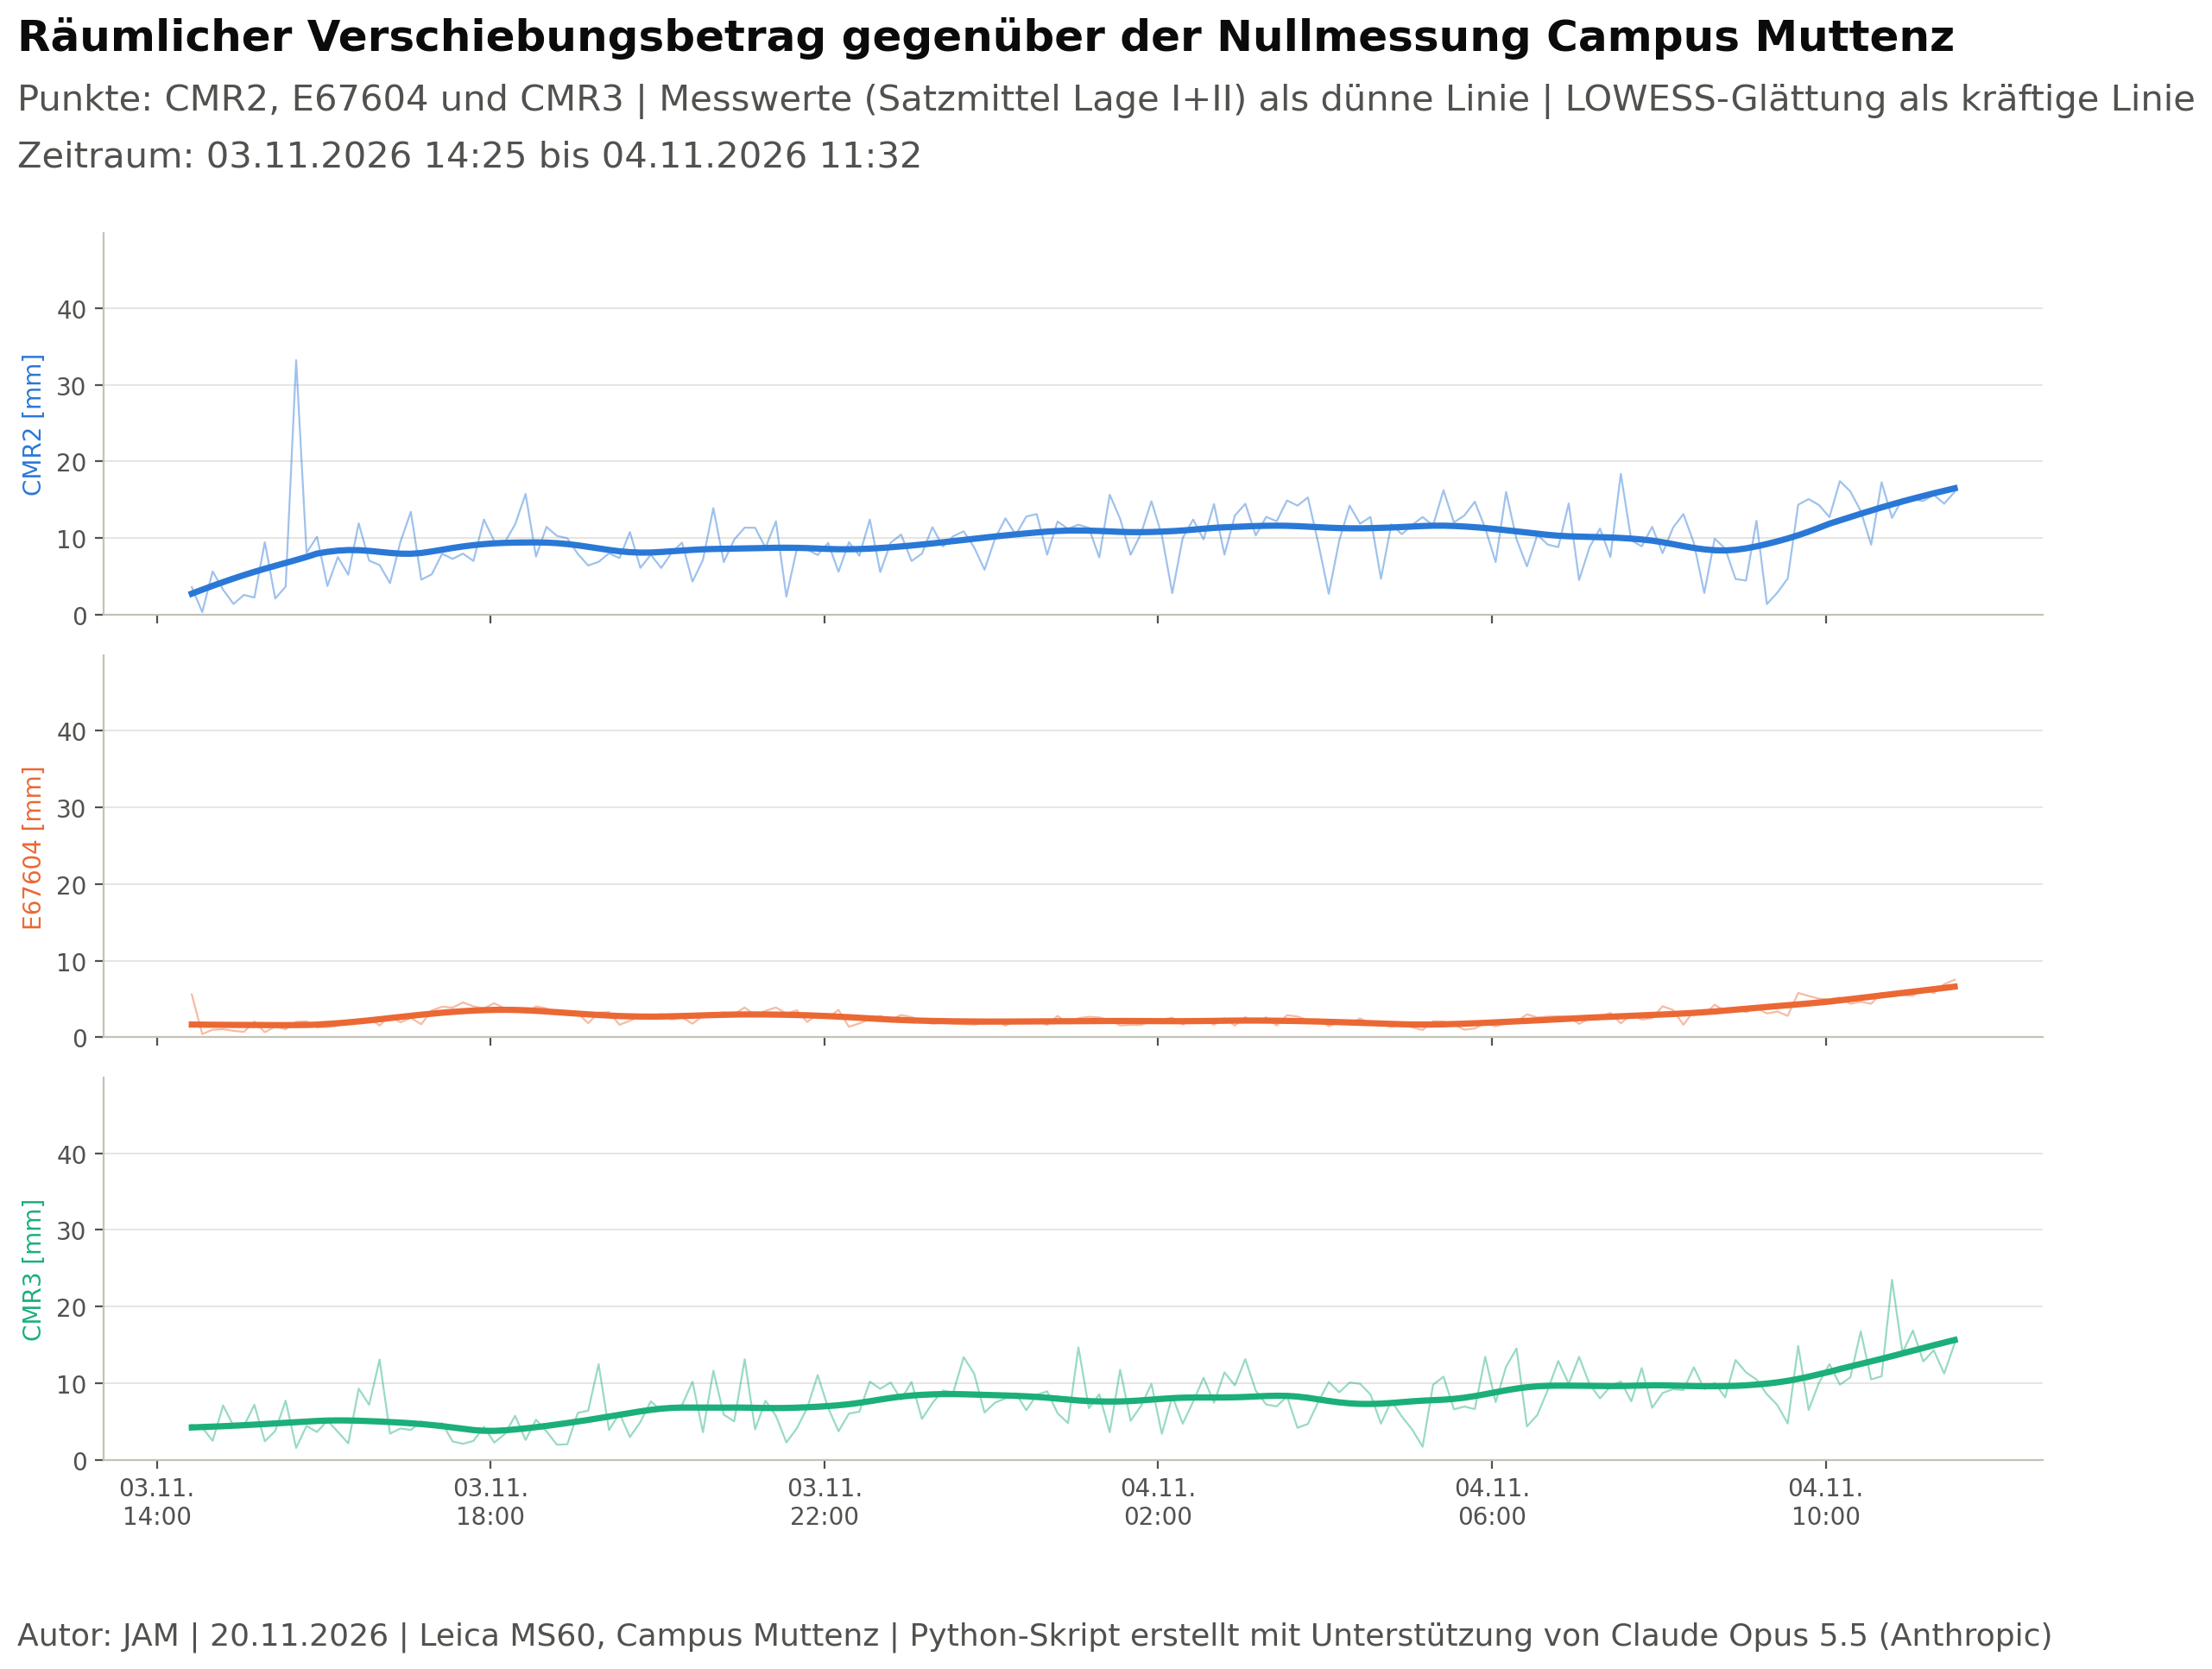 Räumlicher Verschiebungsbetrag gegenüber der Nullmessung Campus Muttenz
Punkte: CMR2, E67604 und CMR3 | Messwerte (Satzmittel Lage I+II) als dünne Linie | LOWESS-Glättung als kräftige Linie
Zeitraum: 03.11.2026 14:25 bis 04.11.2026 11:32
CMR2 [mm]
40
30
20
10
0
E67604 [mm]
40
30
20
10
0
CMR3 [mm]
40
30
20
10
0
03.11. 03.11. 03.11. 04.11. 04.11. 04.11.
14:00 18:00 22:00 02:00 06:00 10:00
Autor: JAM | 20.11.2026 | Leica MS60, Campus Muttenz | Python-Skript erstellt mit Unterstützung von Claude Opus 5.5 (Anthropic)